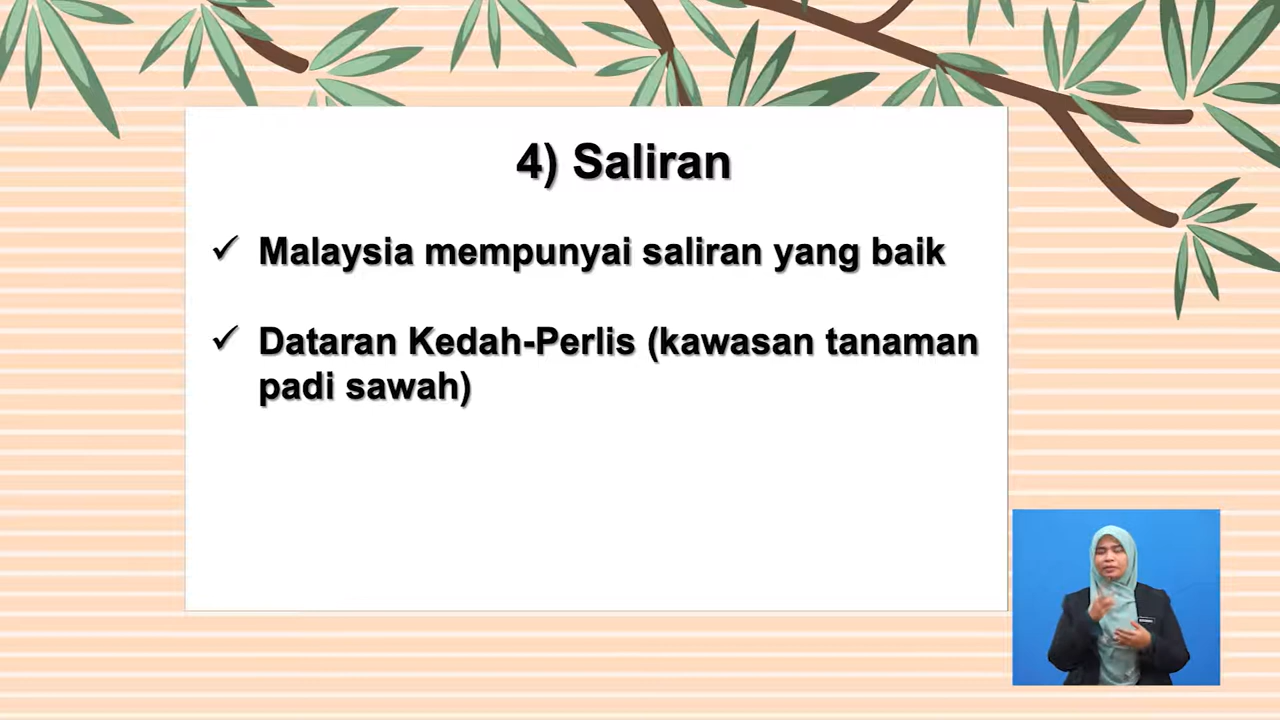 4) Saliran
✓ Malaysia mempunyai saliran yang baik
✓ Dataran Kedah-Perlis (kawasan tanaman
padi sawah)